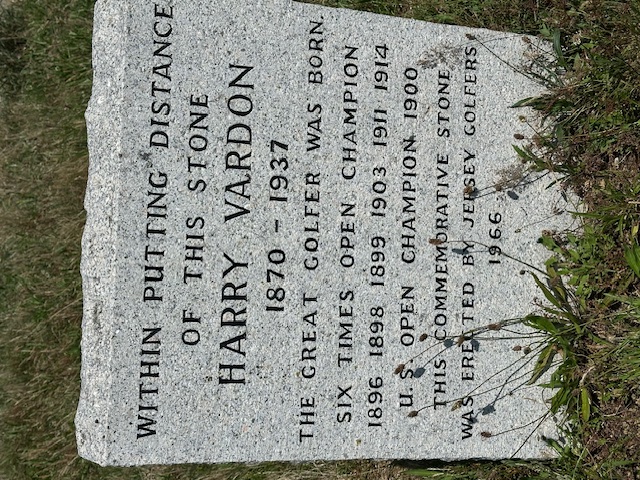 WITHIN PUTTING DISTANCE
OF THIS STONE
HARRY VARDON
1870 - 1937
THE GREAT GOLFER WAS BORN.
SIX TIMES OPEN CHAMPION
1896 1898 1899 1903 1911 1914
U.S. OPEN CHAMPION 1900
THIS COMMEMORATIVE STONE
WAS ERECTED BY JERSEY GOLFERS
1966